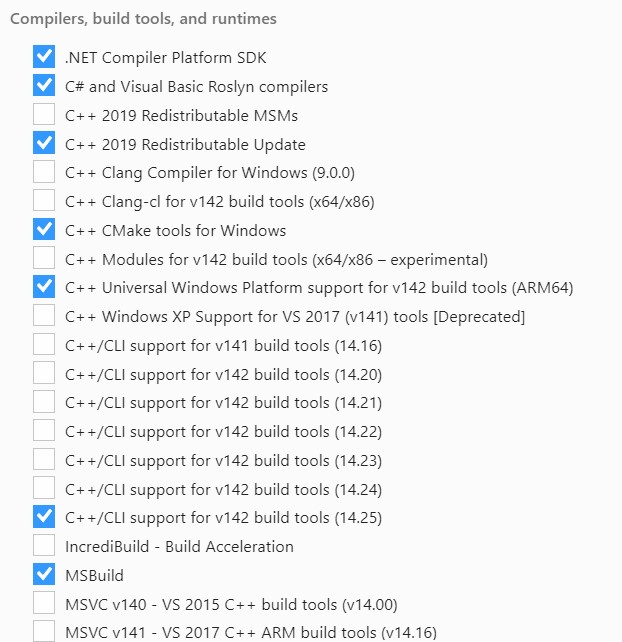 Compilers, build tools, and runtimes
.NET Compiler Platform SDK
C# and Visual Basic Roslyn compilers
C++ 2019 Redistributable MSMs
C++ 2019 Redistributable Update
C++ Clang Compiler for Windows (9.0.0)
C++ Clang-cl for v142 build tools (x64/x86)
C++ CMake tools for Windows
C++ Modules for v142 build tools (x64/x86 – experimental)
C++ Universal Windows Platform support for v142 build tools (ARM64)
C++ Windows XP Support for VS 2017 (v141) tools [Deprecated]
C++/CLI support for v141 build tools (14.16)
C++/CLI support for v142 build tools (14.20)
C++/CLI support for v142 build tools (14.21)
C++/CLI support for v142 build tools (14.22)
C++/CLI support for v142 build tools (14.23)
C++/CLI support for v142 build tools (14.24)
C++/CLI support for v142 build tools (14.25)
IncrediBuild - Build Acceleration
MSBuild
MSVC v140 - VS 2015 C++ build tools (v14.00)
MSVC v141 - VS 2017 C++ ARM build tools (v14.16)